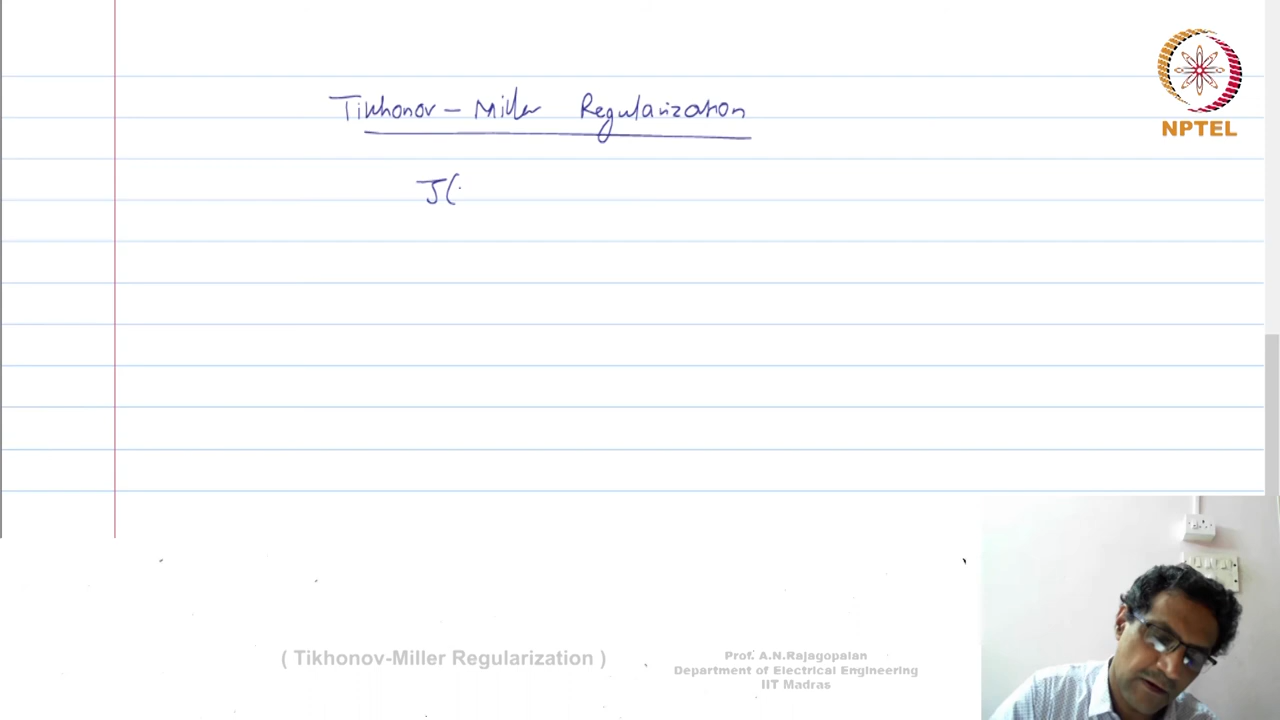 NPTEL
Tikhonov - Miller Regularization
J(
( Tikhonov-Miller Regularization )
Prof. A.N.Rajagopalan
Department of Electrical Engineering
IIT Madras